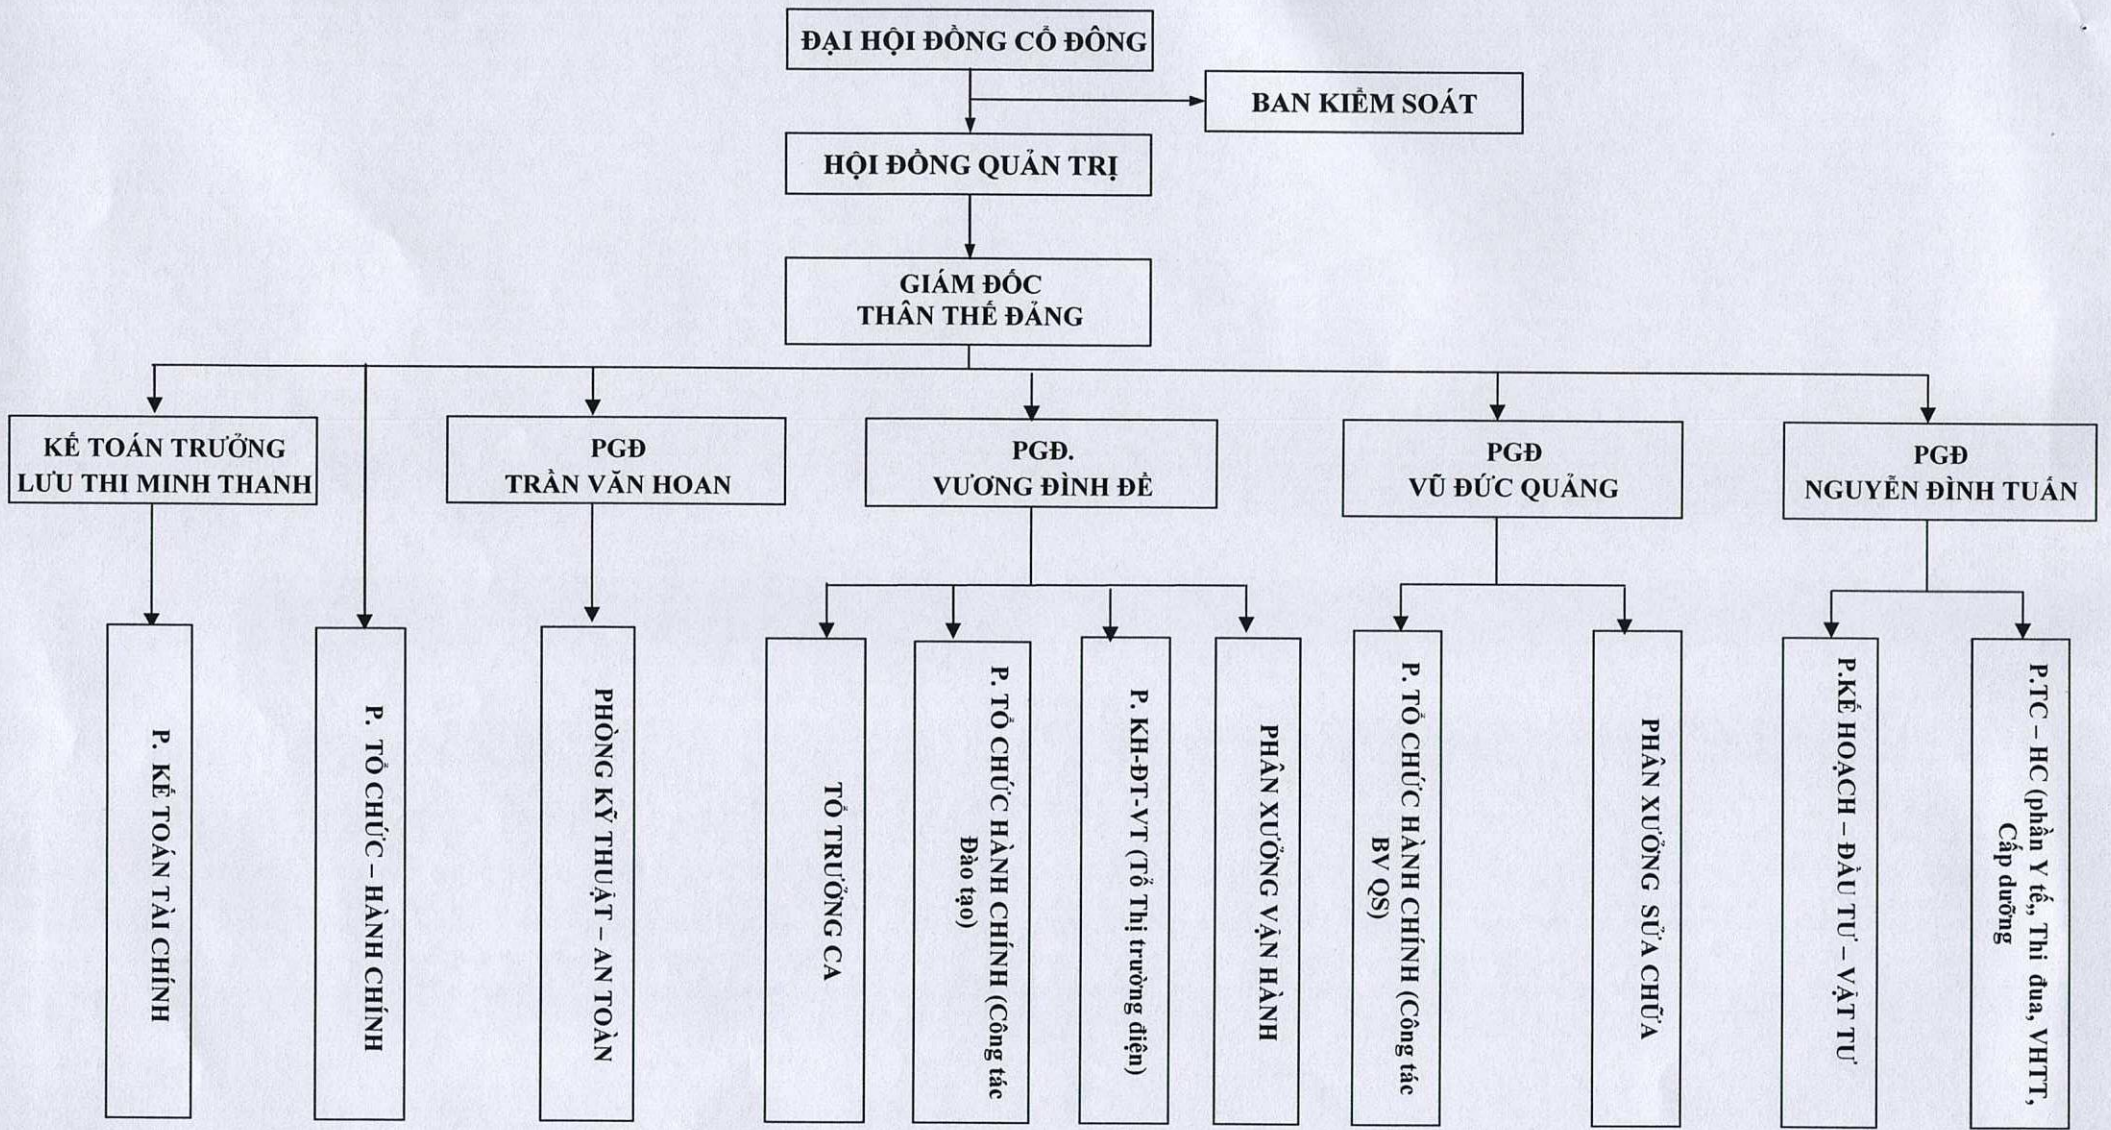 ĐẠI HỘI ĐỒNG CỔ ĐÔNG
BAN KIỂM SOÁT
HỘI ĐỒNG QUẢN TRỊ
GIÁM ĐỐC
THÂN THẾ ĐẢNG
KẾ TOÁN TRƯỞNG
LƯU THI MINH THANH
PGĐ
TRẦN VĂN HOAN
PGĐ.
VƯƠNG ĐÌNH ĐỀ
PGĐ
VŨ ĐỨC QUẢNG
PGĐ
NGUYỄN ĐÌNH TUẤN
P. KẾ TOÁN TÀI CHÍNH
P. TỔ CHỨC – HÀNH CHÍNH
PHÒNG KỸ THUẬT – AN TOÀN
TỔ TRƯỞNG CA
P. TỔ CHỨC HÀNH CHÍNH (Công tác
Đào tạo)
P. KH-ĐT-VT (Tổ Thị trường điện)
PHÂN XƯỞNG VẬN HÀNH
P. TỔ CHỨC HÀNH CHÍNH (Công tác
BV QS)
PHÂN XƯỞNG SỬA CHỮA
P.KẾ HOẠCH – ĐẦU TƯ – VẬT TƯ
P.TC – HC (phần Y tế,, Thi đua, VHTT,
Cấp dưỡng